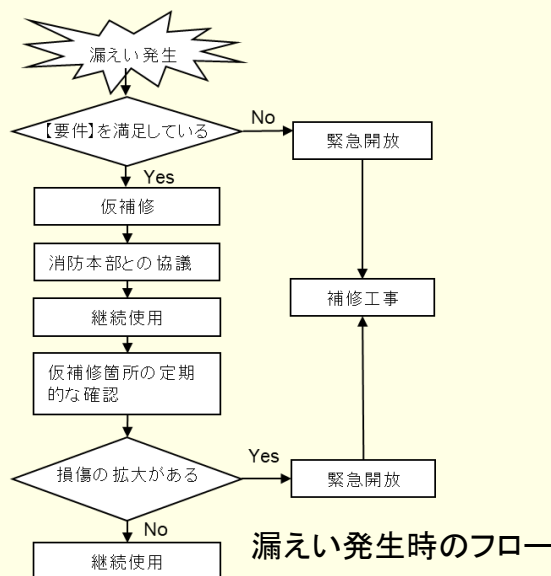 漏えい発生
【要件】を満足している
No
緊急開放
Yes
仮補修
消防本部との協議
補修工事
継続使用
仮補修箇所の定期
的な確認
損傷の拡大がある
Yes
緊急開放
No
継続使用
漏えい発生時のフロー